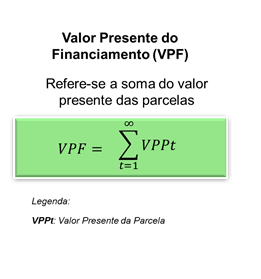 Valor Presente do
Financiamento (VPF)
Refere-se a soma do valor
presente das parcelas
∞
VPF = ∑ VPPt
t=1
Legenda:
VPPt: Valor Presente da Parcela